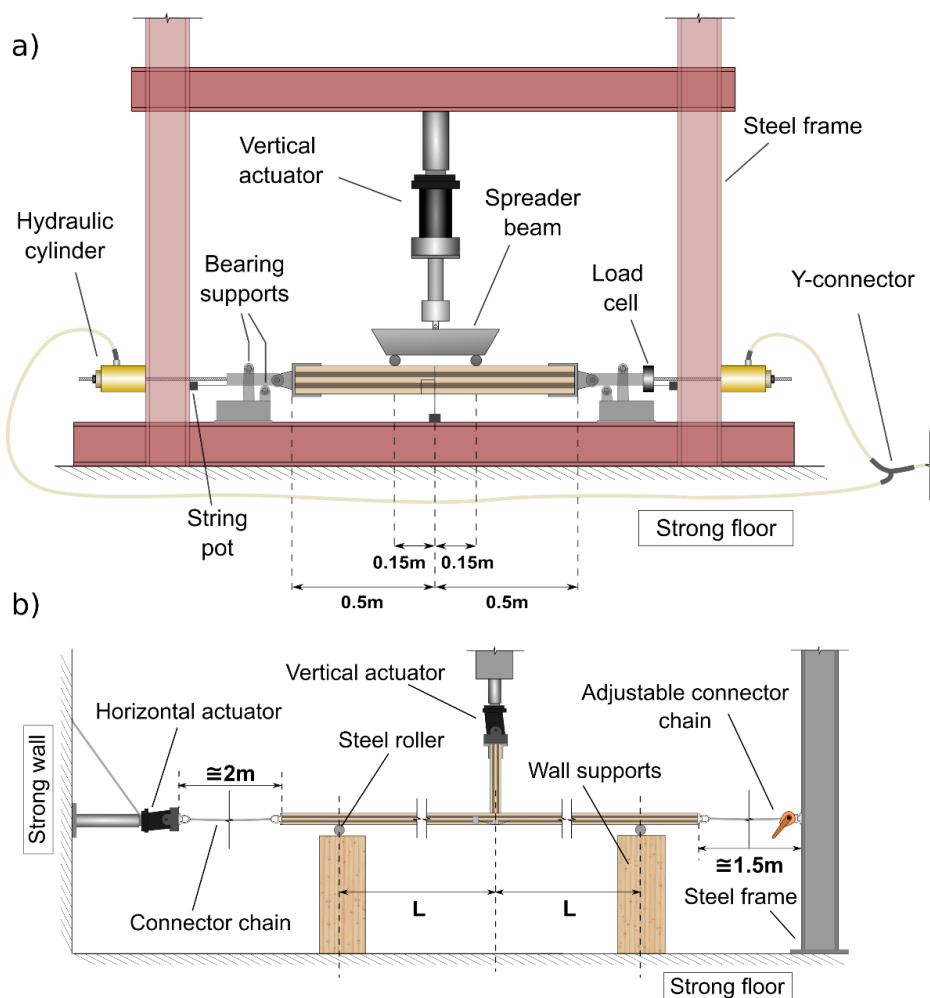 a)
Vertical
actuator
Steel frame
Spreader
beam
Hydraulic
cylinder
Bearing
supports
Load
cell
Y-connector
String
pot
Strong floor
0.15m
0.15m
0.5m
0.5m
b)
Strong wall
Horizontal actuator
Vertical actuator
Adjustable connector
chain
Steel roller
Wall supports
≅2m
≅1.5m
L
L
Connector chain
Steel frame
Strong floor